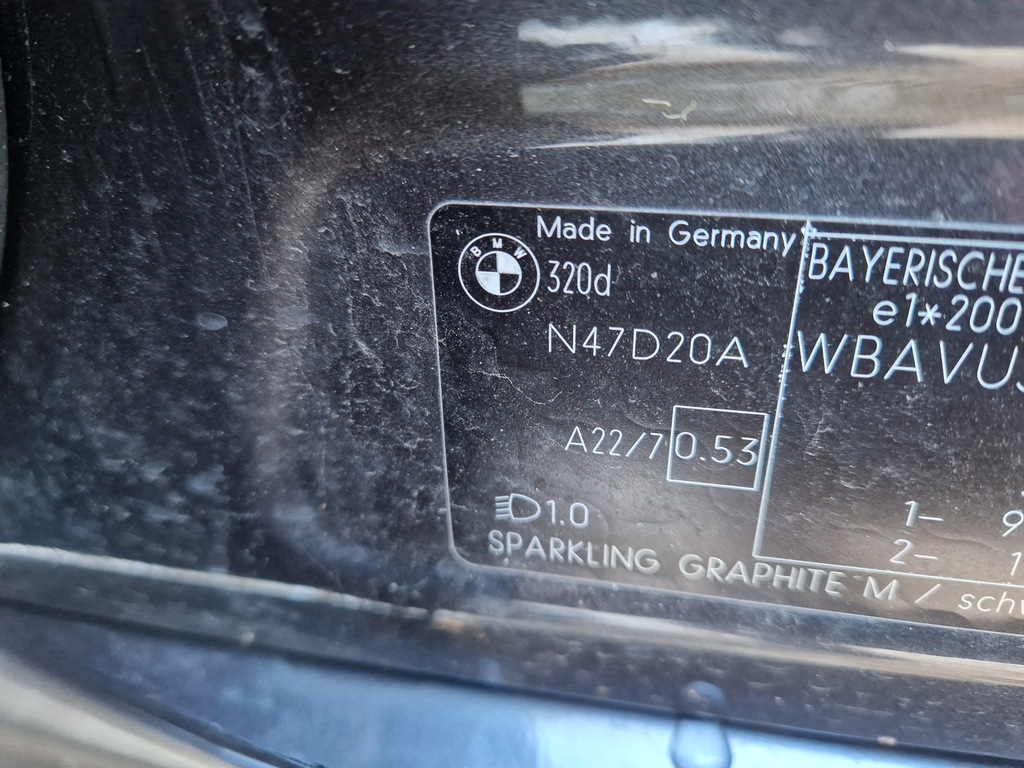 BMW
Made in Germany
320d
N47D20A
A22/7 0.53
1.0
SPARKLING GRAPHITE M /
BAYERISCHE
e1*200
WBAVU
1-
2-